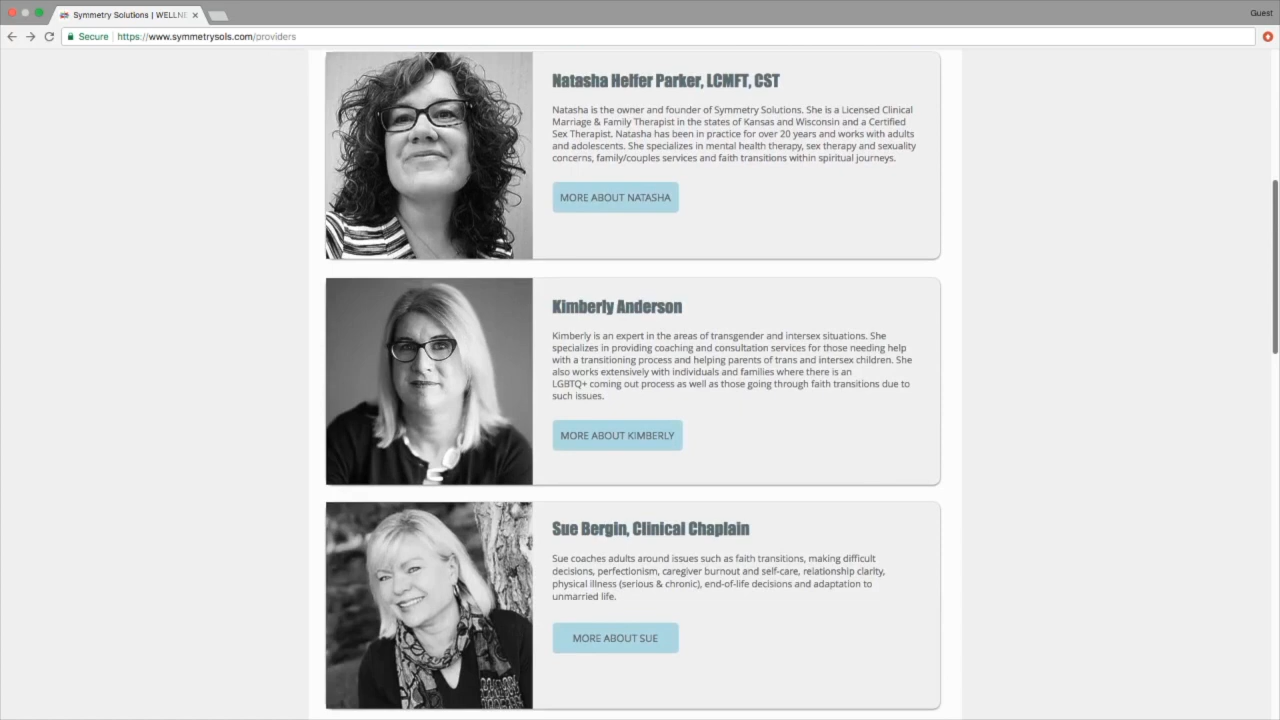 Symmetry Solutions | WELLNE
Guest
Secure https://www.symmetrysols.com/providers
Natasha Helfer Parker, LCMFT, CST
Natasha is the owner and founder of Symmetry Solutions. She is a Licensed Clinical
Marriage & Family Therapist in the states of Kansas and Wisconsin and a Certified
Sex Therapist. Natasha has been in practice for over 20 years and works with adults
and adolescents. She specializes in mental health therapy, sex therapy and sexuality
concerns, family/couples services and faith transitions within spiritual journeys.
MORE ABOUT NATASHA
Kimberly Anderson
Kimberly is an expert in the areas of transgender and intersex situations. She
specializes in providing coaching and consultation services for those needing help
with a transitioning process and helping parents of trans and intersex children. She
also works extensively with individuals and families where there is an
LGBTQ+ coming out process as well as those going through faith transitions due to
such issues.
MORE ABOUT KIMBERLY
Sue Bergin, Clinical Chaplain
Sue coaches adults around issues such as faith transitions, making difficult
decisions, perfectionism, caregiver burnout and self-care, relationship clarity,
physical illness (serious & chronic), end-of-life decisions and adaptation to
unmarried life.
MORE ABOUT SUE